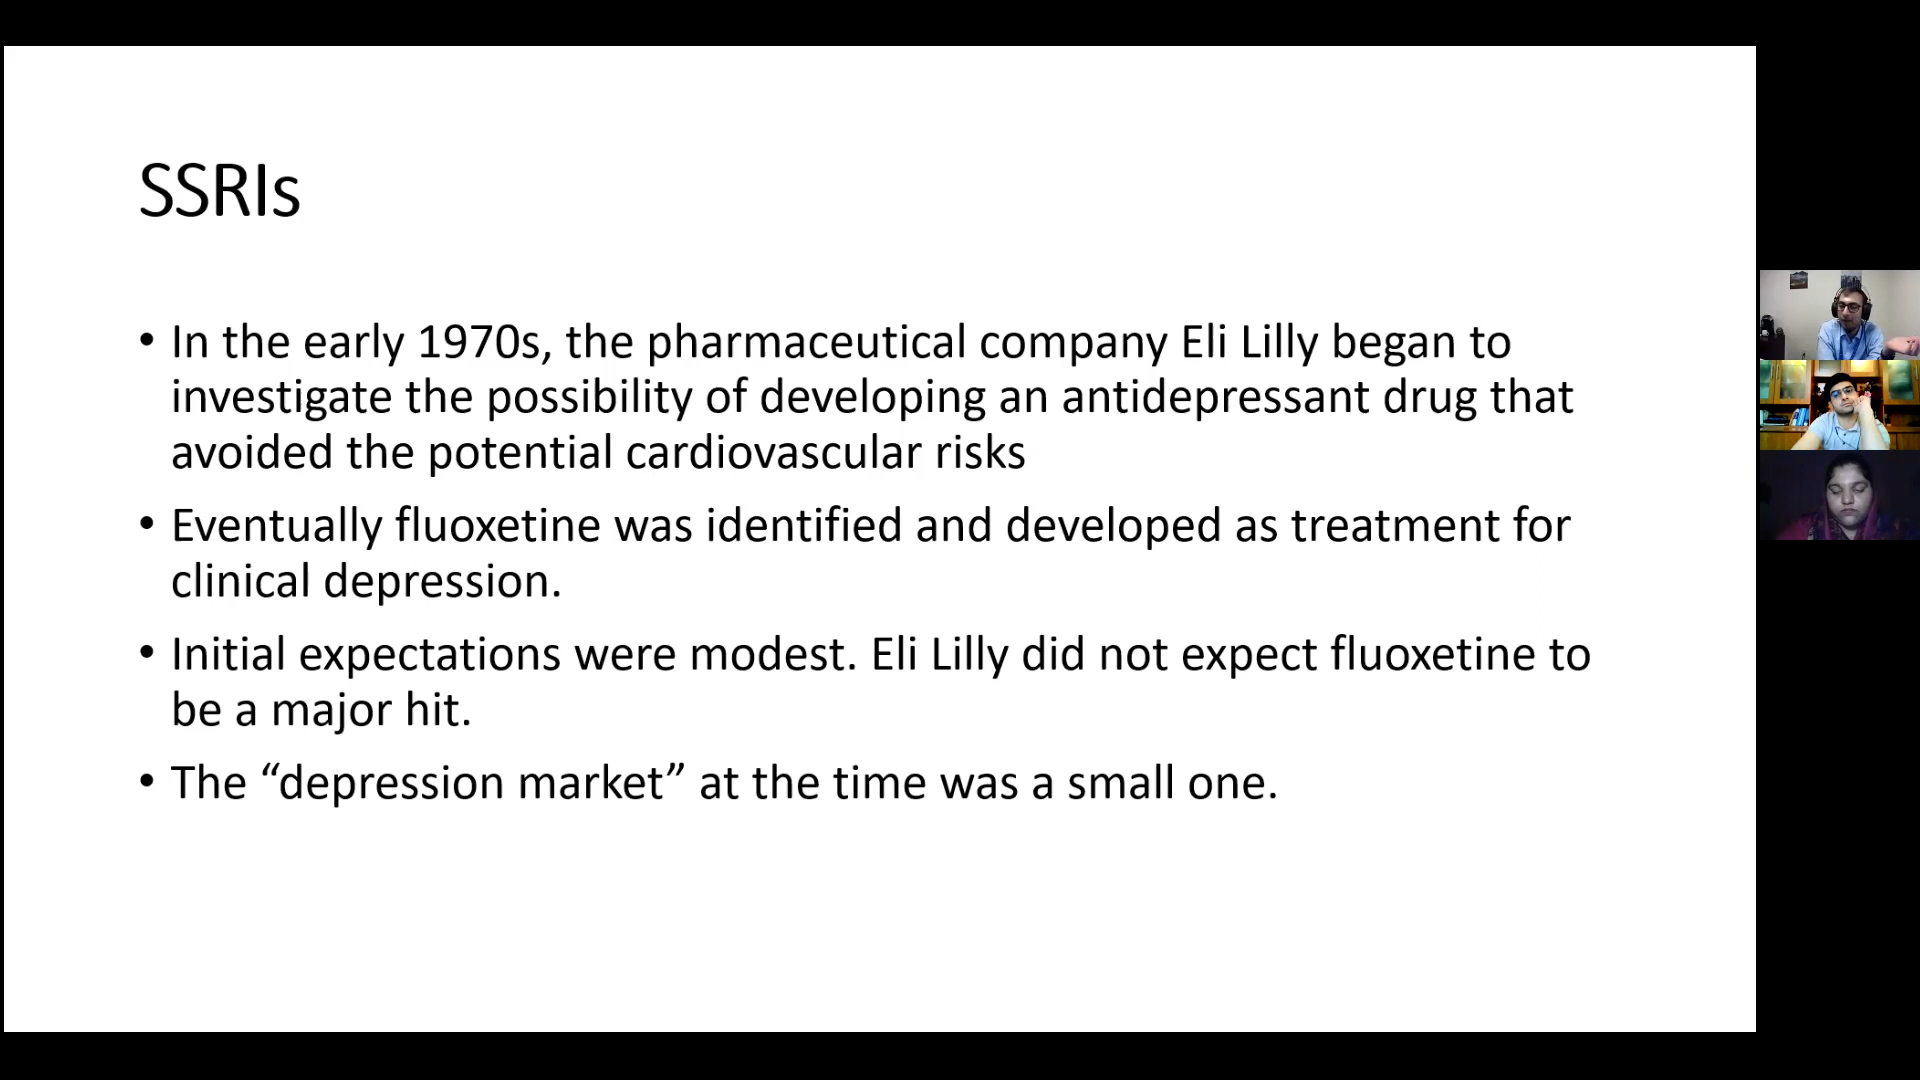 SSRIs
• In the early 1970s, the pharmaceutical company Eli Lilly began to
investigate the possibility of developing an antidepressant drug that
avoided the potential cardiovascular risks
• Eventually fluoxetine was identified and developed as treatment for
clinical depression.
• Initial expectations were modest. Eli Lilly did not expect fluoxetine to
be a major hit.
• The “depression market” at the time was a small one.